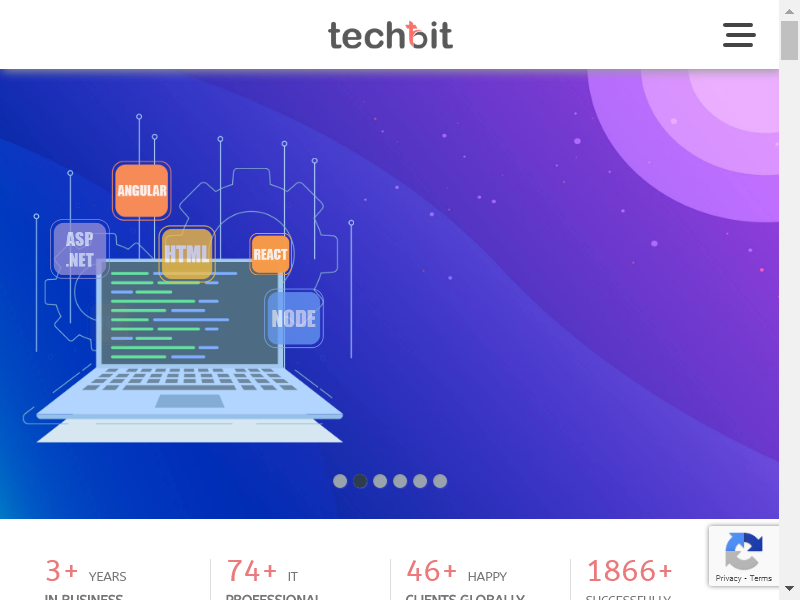 techbit
ANGULAR
ASP
.NET
HTML
REACT
NODE
3+ YEARS
IN BUSINESS
74+ IT
PROFESSIONAL
46+ HAPPY
CLIENTS GLOBALLY
1866+
SUCCESSFULLY
Privacy - Terms